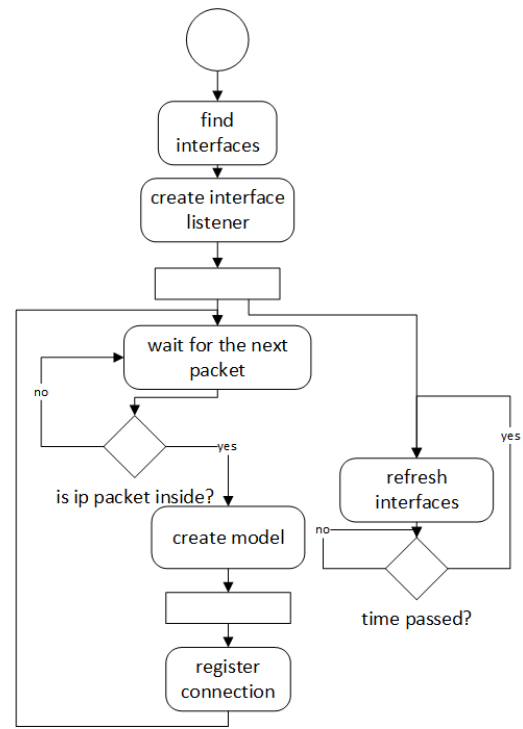 find
interfaces
create interface
listener
wait for the next
packet
no
yes
is ip packet inside?
create model
register
connection
refresh
interfaces
yes
no
time passed?